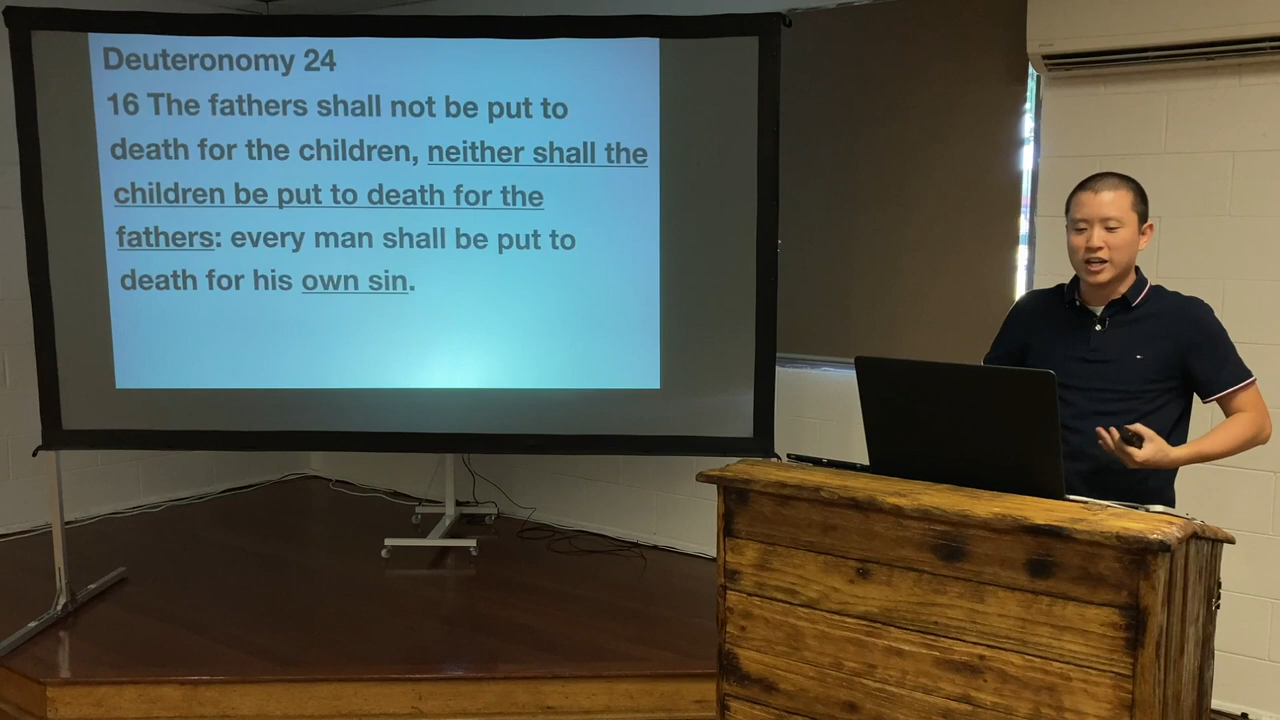 Deuteronomy 24
16 The fathers shall not be put to
death for the children, neither shall the
children be put to death for the
fathers: every man shall be put to
death for his own sin.